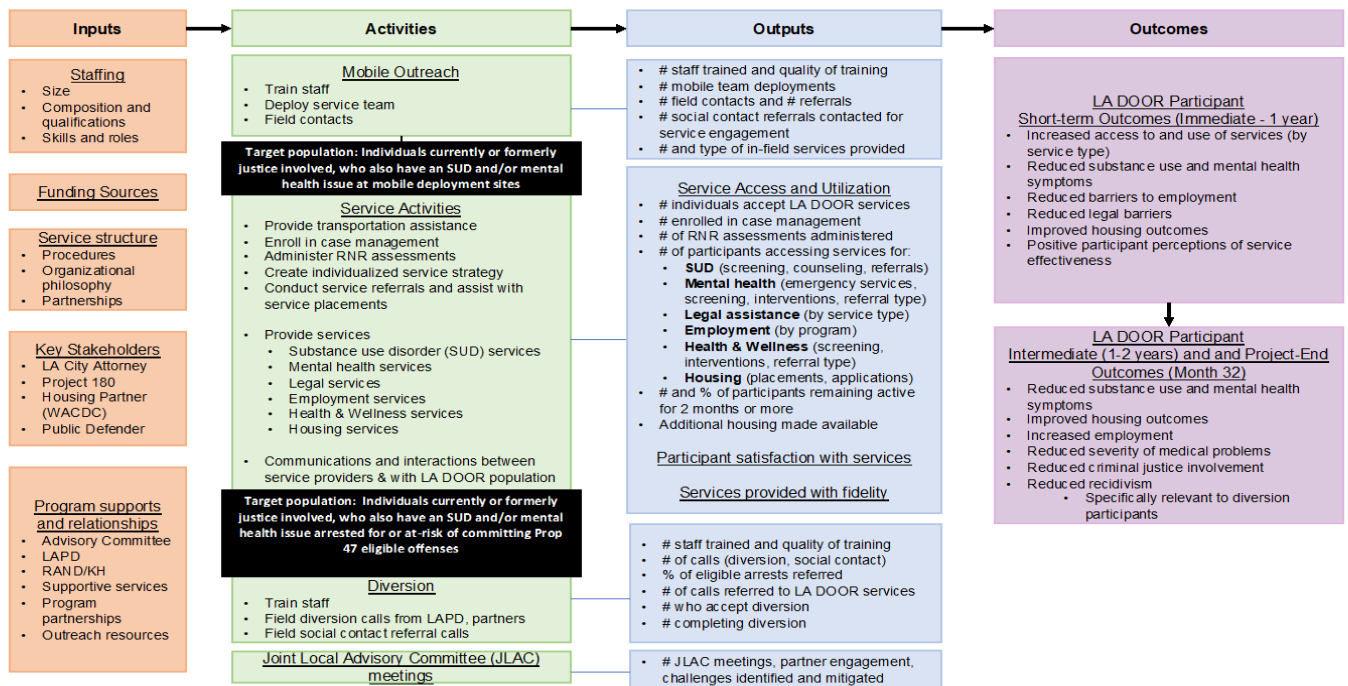 Inputs
Activities
Outputs
Outcomes
Staffing
• Size
• Composition and
qualifications
• Skills and roles
Funding Sources
Service structure
• Procedures
• Organizational
philosophy
• Partnerships
Key Stakeholders
• LA City Attorney
• Project 180
• Housing Partner
(WACDC)
• Public Defender
Program supports
and relationships
• Advisory Committee
• LAPD
• RAND/KH
• Supportive services
• Program
partnerships
• Outreach resources
Mobile Outreach
• Train staff
• Deploy service team
• Field contacts
Target population: Individuals currently or formerly
justice involved, who also have an SUD and/or mental
health issue at mobile deployment sites
Service Activities
• Provide transportation assistance
• Enroll in case management
• Administer RNR assessments
• Create individualized service strategy
• Conduct service referrals and assist with
service placements
• Provide services
• Substance use disorder (SUD) services
• Mental health services
• Legal services
• Employment services
• Health & Wellness services
• Housing services
• Communications and interactions between
service providers & with LA DOOR population
Target population: Individuals currently or formerly
justice involved, who also have an SUD and/or mental
health issue arrested for or at-risk of committing Prop
47 eligible offenses
Diversion
• Train staff
• Field diversion calls from LAPD, partners
• Field social contact referral calls
Joint Local Advisory Committee (JLAC)
meetings
• # staff trained and quality of training
• # mobile team deployments
• # field contacts and # referrals
• # social contact referrals contacted for
service engagement
• # and type of in-field services provided
Service Access and Utilization
• # individuals accept LA DOOR services
• # enrolled in case management
• # of RNR assessments administered
• # of participants accessing services for:
• SUD (screening, counseling, referrals)
• Mental health (emergency services,
screening, interventions, referral type)
• Legal assistance (by service type)
• Employment (by program)
• Health & Wellness (screening,
interventions, referral type)
• Housing (placements, applications)
• # and % of participants remaining active
for 2 months or more
• Additional housing made available
Participant satisfaction with services
Services provided with fidelity
• # staff trained and quality of training
• # of calls (diversion, social contact)
• % of eligible arrests referred
• # of calls referred to LA DOOR services
• # who accept diversion
• # completing diversion
• # JLAC meetings, partner engagement,
challenges identified and mitigated
LA DOOR Participant
Short-term Outcomes (Immediate - 1 year)
• Increased access to and use of services (by
service type)
• Reduced substance use and mental health
symptoms
• Reduced barriers to employment
• Reduced legal barriers
• Improved housing outcomes
• Positive participant perceptions of service
effectiveness
LA DOOR Participant
Intermediate (1-2 years) and and Project-End
Outcomes (Month 32)
• Reduced substance use and mental health
symptoms
• Improved housing outcomes
• Increased employment
• Reduced severity of medical problems
• Reduced criminal justice involvement
• Reduced recidivism
• Specifically relevant to diversion
participants